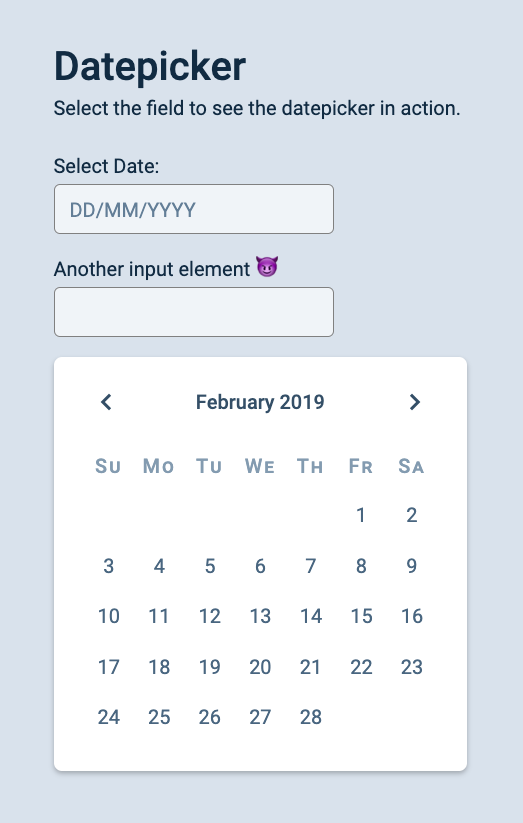 Datepicker
Select the field to see the datepicker in action.
Select Date:
DD/MM/YYYY
Another input element 😈
February 2019
Su Mo Tu We Th Fr Sa
1 2
3 4 5 6 7 8 9
10 11 12 13 14 15 16
17 18 19 20 21 22 23
24 25 26 27 28